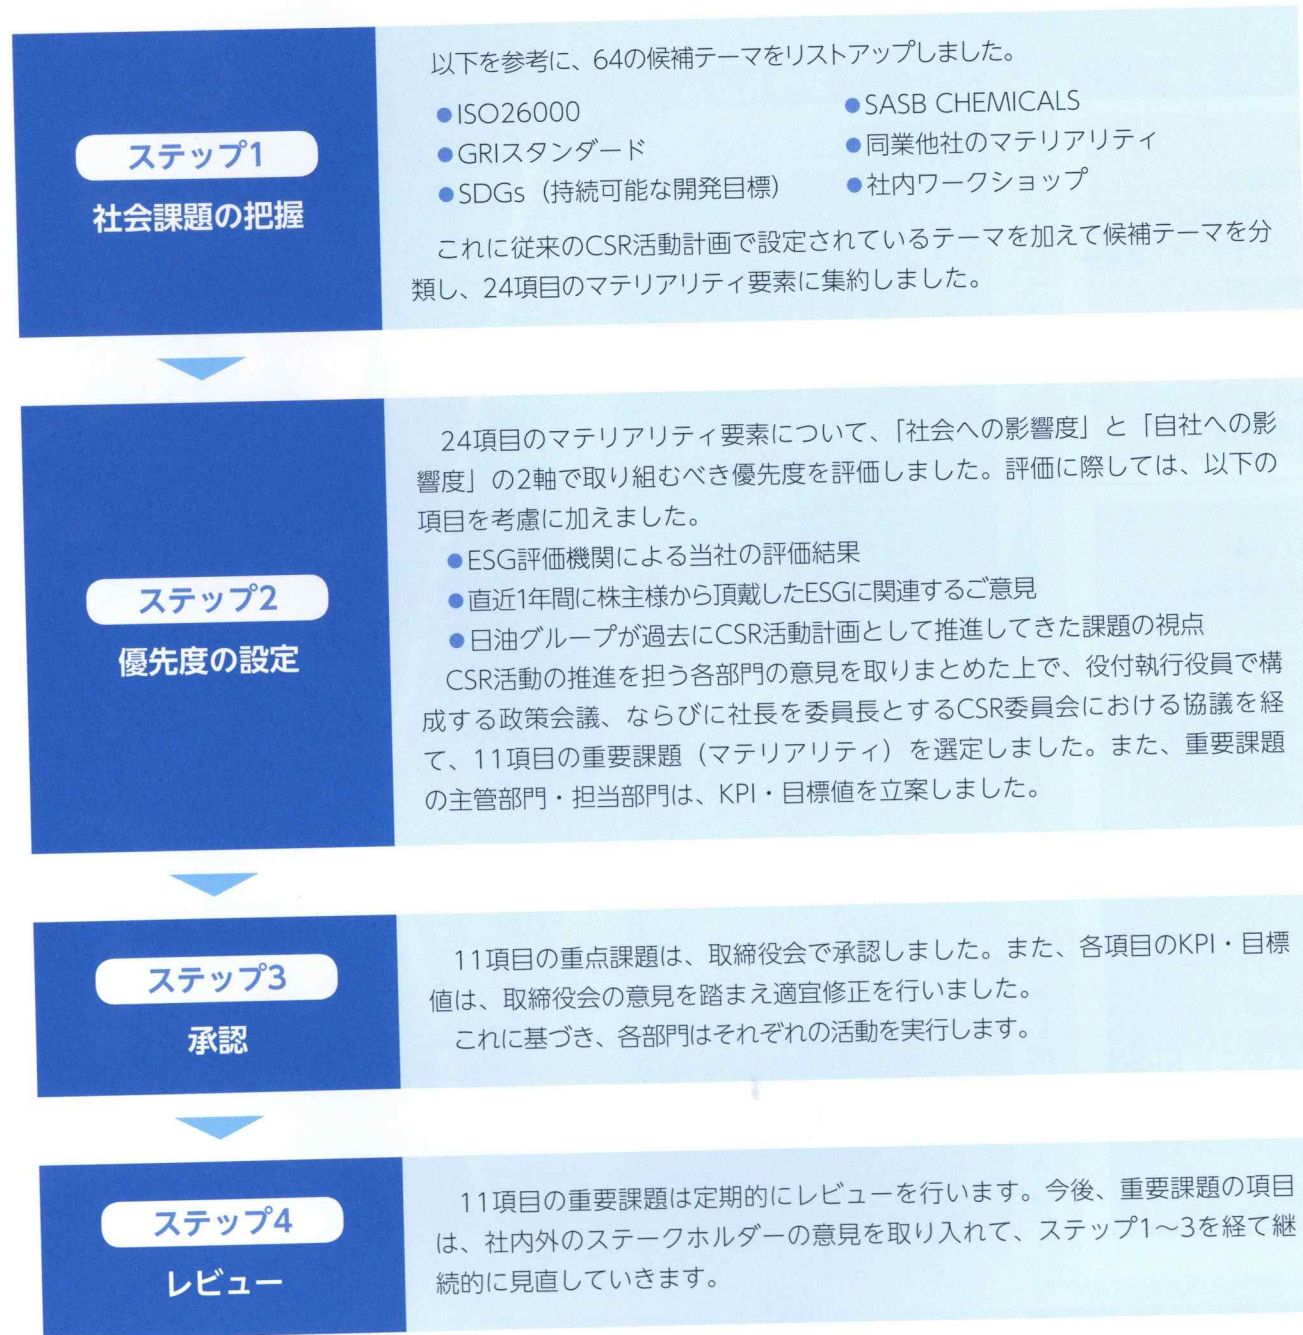 ステップ1
社会課題の把握
以下を参考に、64の候補テーマをリストアップしました。
●ISO26000
●GRIスタンダード
●SDGs（持続可能な開発目標）
●SASB CHEMICALS
●同業他社のマテリアリティ
●社内ワークショップ
これに従来のCSR活動計画で設定されているテーマを加えて候補テーマを分
類し、24項目のマテリアリティ要素に集約しました。
ステップ2
優先度の設定
24項目のマテリアリティ要素について、「社会への影響度」と「自社への影
響度」の2軸で取り組むべき優先度を評価しました。評価に際しては、以下の
項目を考慮に加えました。
●ESG評価機関による当社の評価結果
●直近1年間に株主様から頂戴したESGに関連するご意見
●日油グループが過去にCSR活動計画として推進してきた課題の視点
CSR活動の推進を担う各部門の意見を取りまとめた上で、役付執行役員で構
成する政策会議、ならびに社長を委員長とするCSR委員会における協議を経
て、11項目の重要課題（マテリアリティ）を選定しました。また、重要課題
の主管部門・担当部門は、KPI・目標値を立案しました。
ステップ3
承認
11項目の重点課題は、取締役会で承認しました。また、各項目のKPI・目標
値は、取締役会の意見を踏まえ適宜修正を行いました。
これに基づき、各部門はそれぞれの活動を実行します。
ステップ4
レビュー
11項目の重要課題は定期的にレビューを行います。今後、重要課題の項目
は、社内外のステークホルダーの意見を取り入れて、ステップ1〜3を経て継
続的に見直していきます。